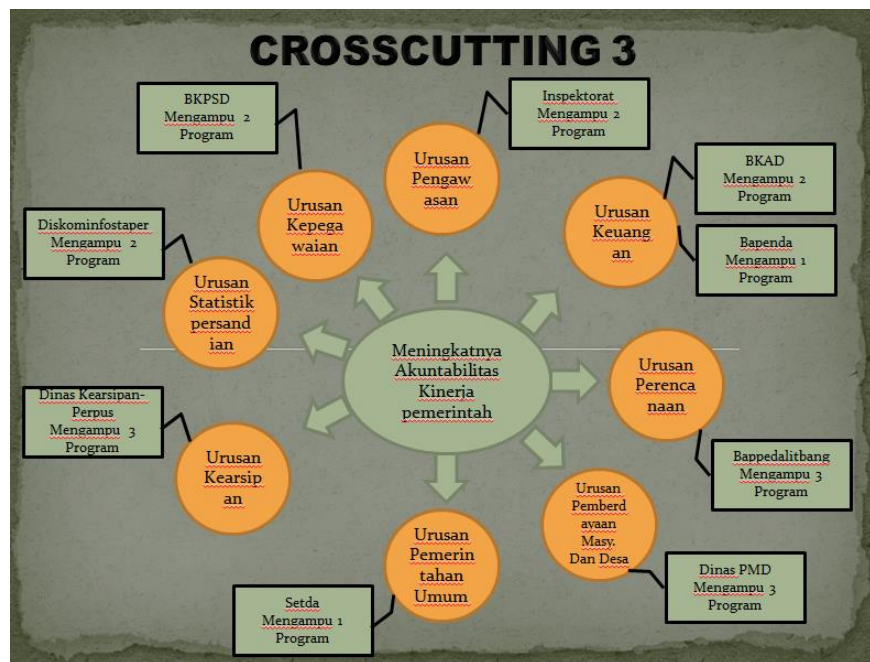 CROSSCUTTING 3
BKPSD
Mengampu 2
Program
Inspektorat
Mengampu 2
Program
Urusan
Pengaw
asan
BKAD
Mengampu 2
Program
Urusan
Kepega
waian
Urusan
Keuang
an
Diskominfostaper
Mengampu 2
Program
Bapenda
Mengampu 1
Program
Urusan
Statistik
persand
ian
Meningkatnya
Akuntabilitas
Kinerja
pemerintah
Urusan
Perenca
naan
Dinas Kearsipan-
Perpus
Mengampu 3
Program
Urusan
Kearsip
an
Bappedalitbang
Mengampu 3
Program
Urusan
Pemberd
ayaan
Masy.
Dan Desa
Urusan
Pemerin
tahan
Umum
Dinas PMD
Mengampu 3
Program
Setda
Mengampu 1
Program